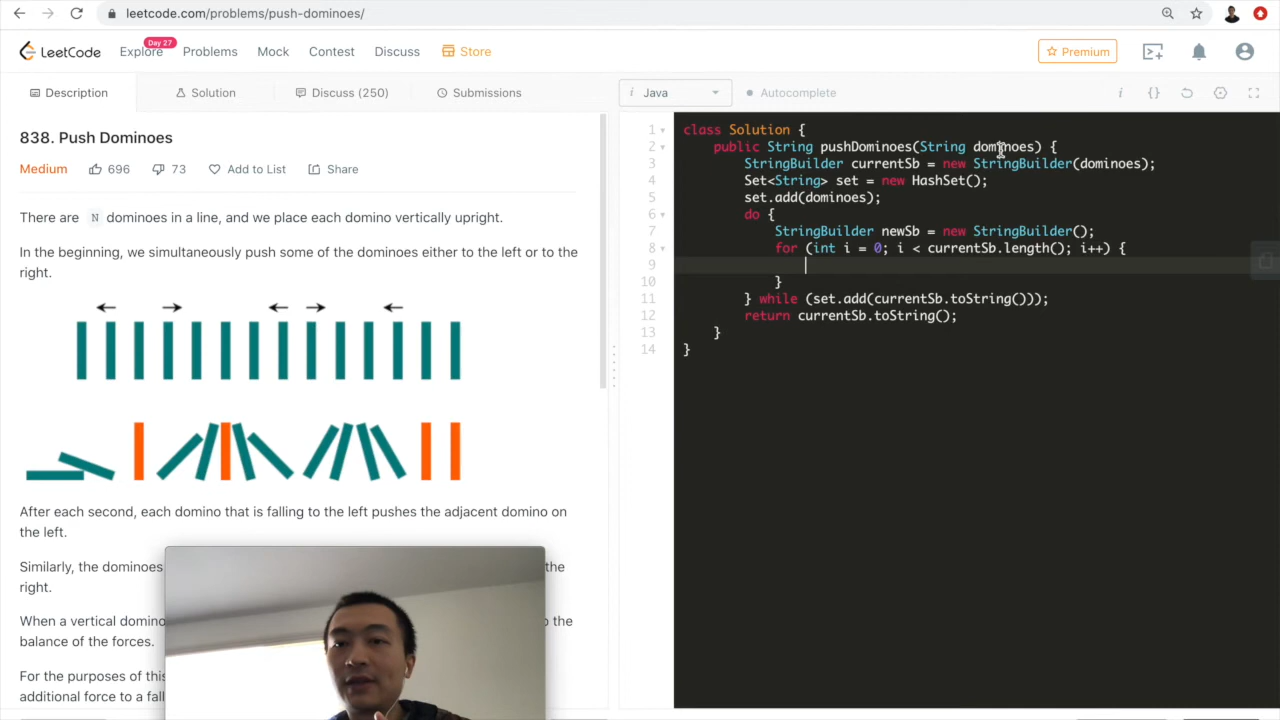 leetcode.com/problems/push-dominoes/
LeetCode
Explore
Day 27
Problems
Mock
Contest
Discuss
Store
Premium
Description
Solution
Discuss (250)
Submissions
i Java
Autocomplete
i {}
838. Push Dominoes
Medium 696 73 Add to List Share
There are N dominoes in a line, and we place each domino vertically upright.
In the beginning, we simultaneously push some of the dominoes either to the left or to the
right.
After each second, each domino that is falling to the left pushes the adjacent domino on
the left.
Similarly, the dominoes the
right.
When a vertical domino o the
balance of the forces.
For the purposes of this
additional force to a fall
1 class Solution {
2 public String pushDominoes(String dominoes) {
3 StringBuilder currentSb = new StringBuilder(dominoes);
4 Set<String> set = new HashSet();
5 set.add(dominoes);
6 do {
7 StringBuilder newSb = new StringBuilder();
8 for (int i = 0; i < currentSb.length(); i++) {
9
10 }
11 } while (set.add(currentSb.toString()));
12 return currentSb.toString();
13 }
14 }